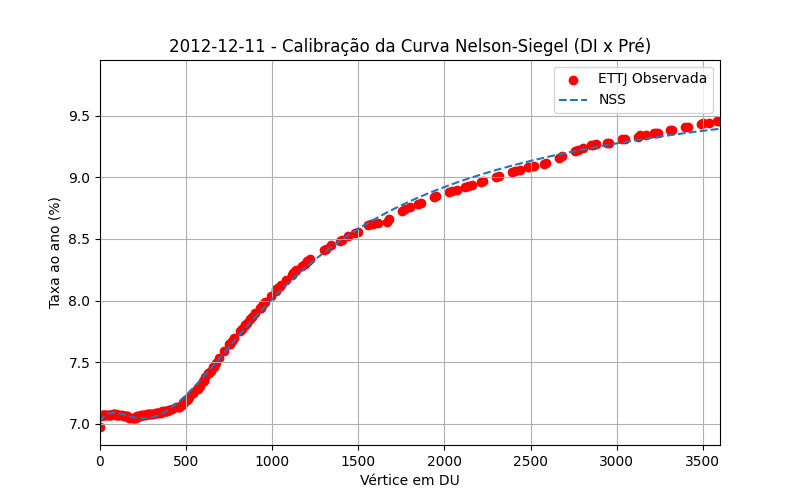 2012-12-11 - Calibração da Curva Nelson-Siegel (DI x Pré)
ETTJ Observada
NSS
Taxa ao ano (%)
9.5
9.0
8.5
8.0
7.5
7.0
0 500 1000 1500 2000 2500 3000 3500
Vértice em DU